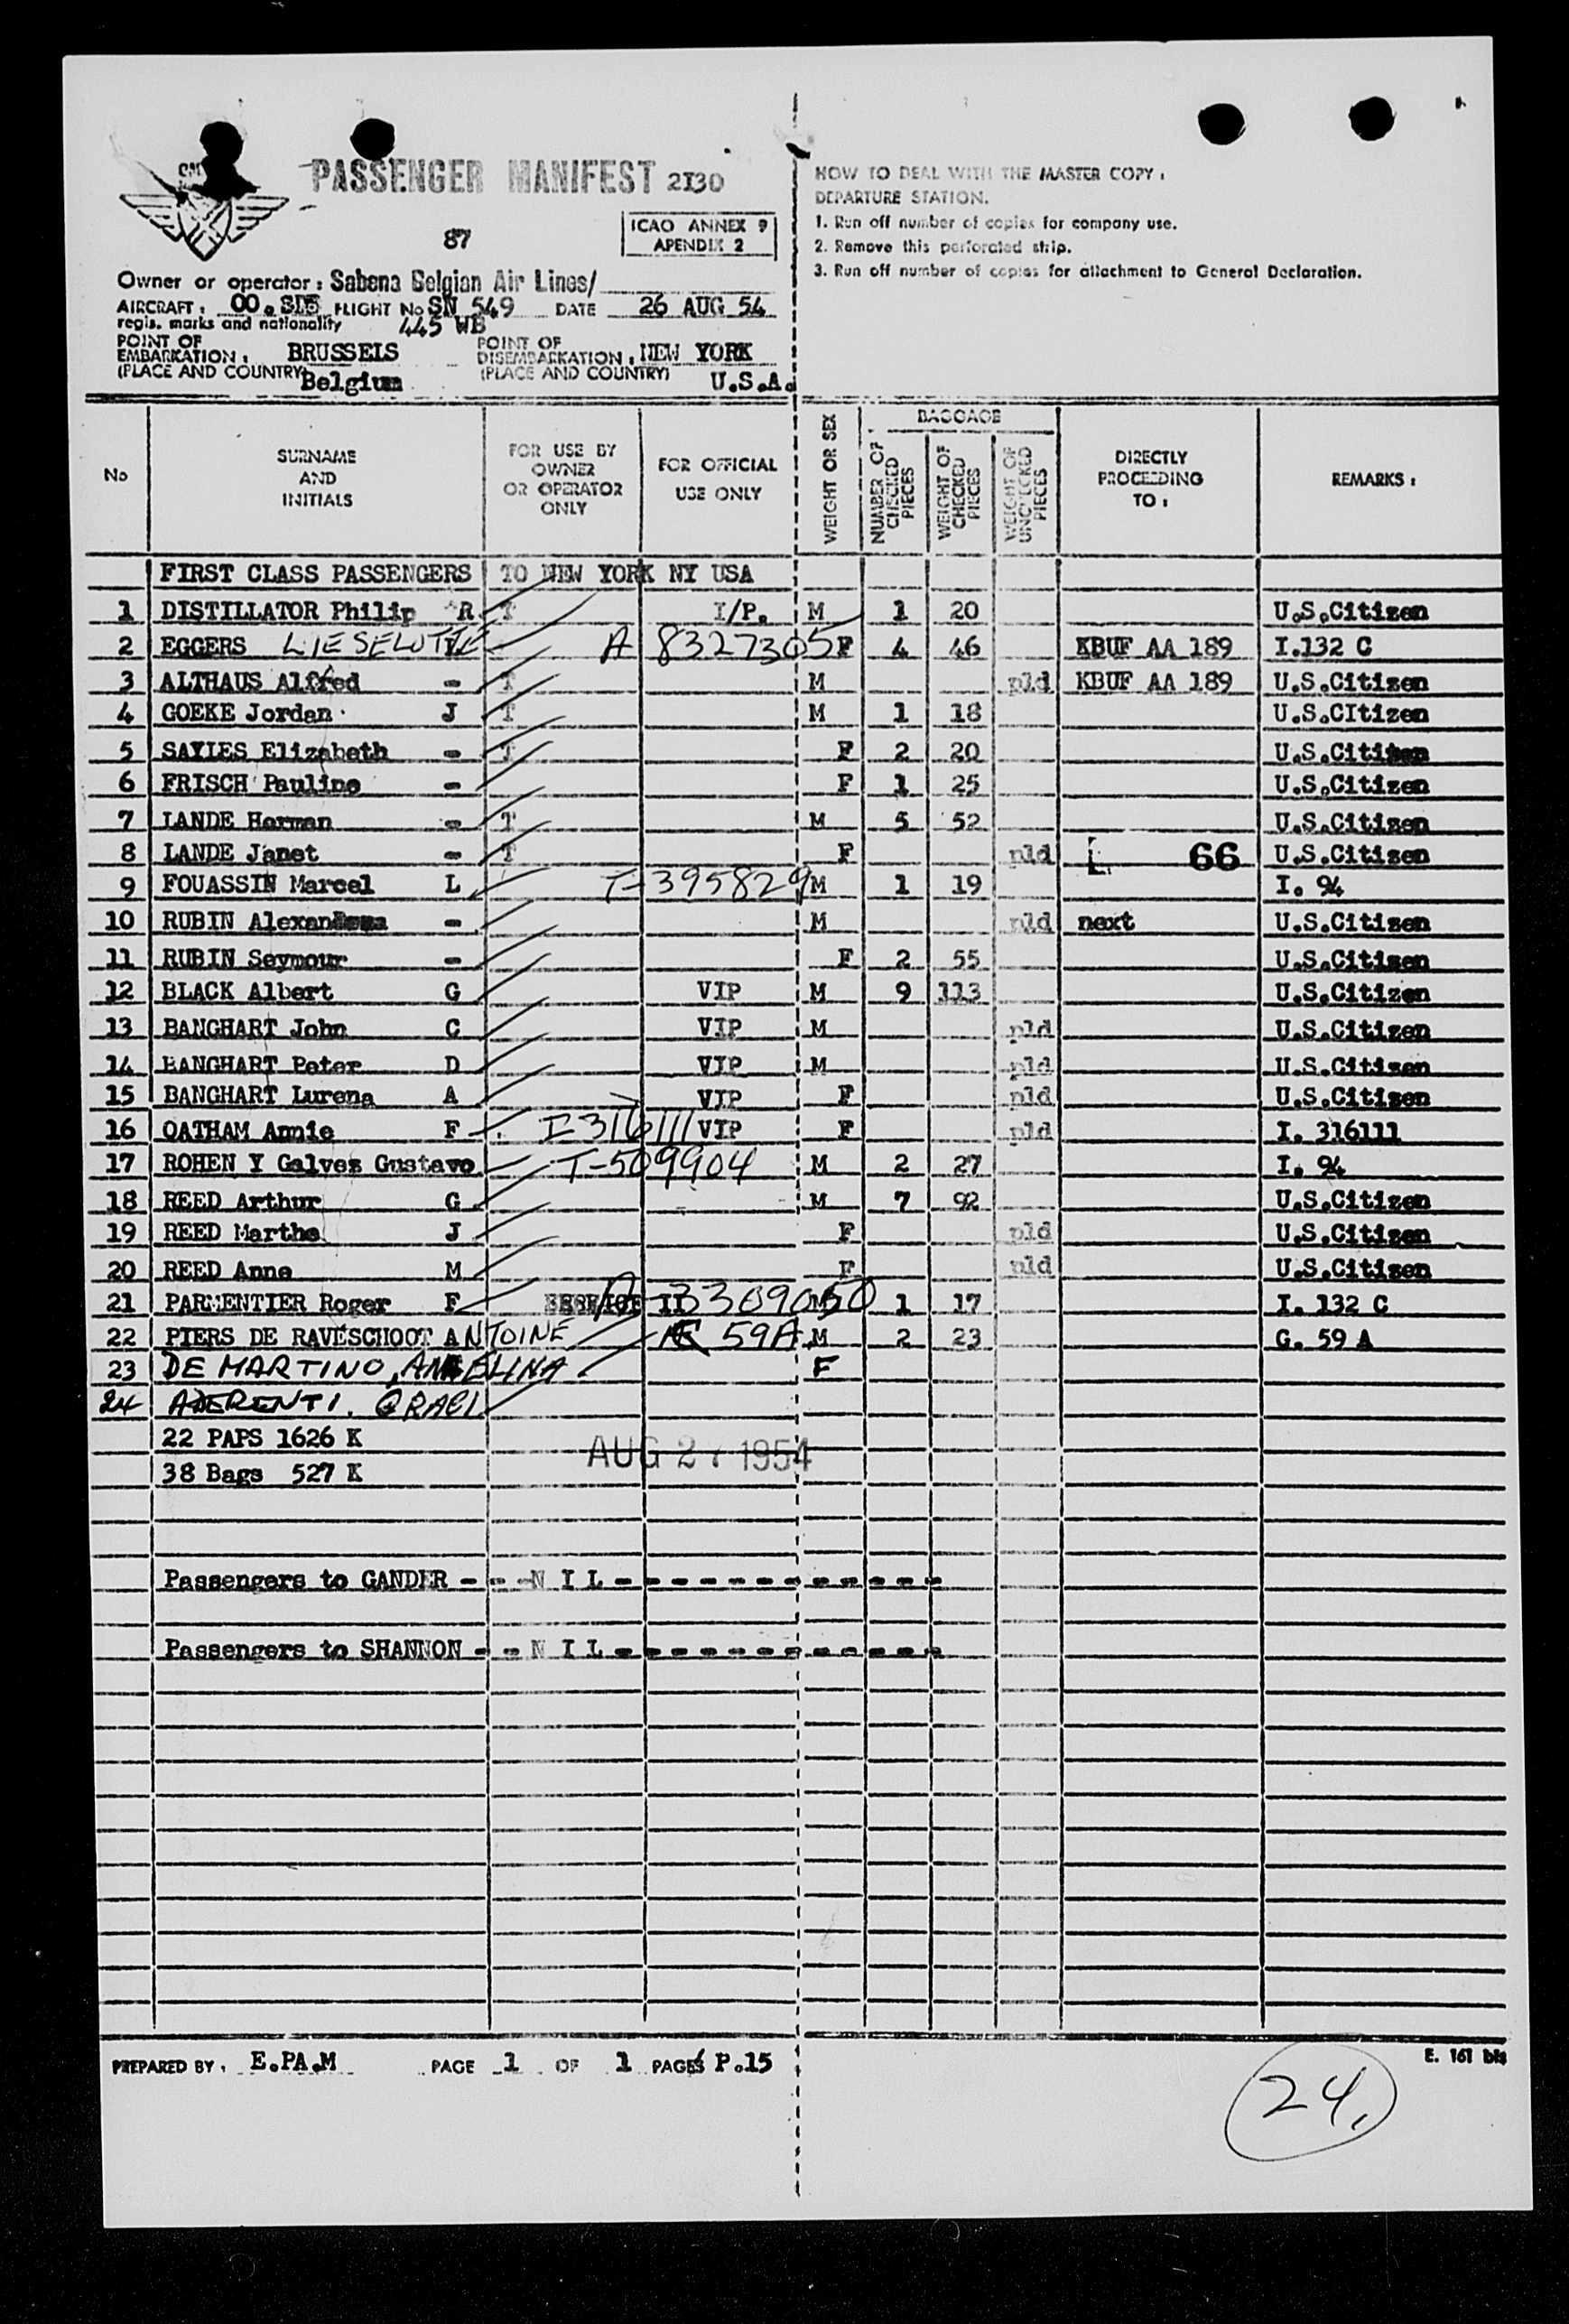 PASSENGER MANIFEST 2130
87
ICAO ANNEX 9
APENDIX 2
Owner or operator: Sabena Belgian Air Lines/
AIRCRAFT: OO. FLIGHT No SN 549 DATE 26 AUG 54
regis. marks and nationality 445 WB
POINT OF EMBARKATION: BRUSSELS POINT OF DISEMBARKATION: NEW YORK
(PLACE AND COUNTRY) Belgium (PLACE AND COUNTRY) U.S.A.
HOW TO DEAL WITH THE MASTER COPY:
DEPARTURE STATION.
1. Run off number of copies for company use.
2. Remove this perforated strip.
3. Run off number of copies for attachment to General Declaration.
No SURNAME AND INITIALS FOR USE BY OWNER OR OPERATOR ONLY FOR OFFICIAL USE ONLY WEIGHT OR SEX BAGGAGE NUMBER OF CHECKED PIECES WEIGHT OF CHECKED PIECES WEIGHT OF UNCHECKED PIECES DIRECTLY PROCEEDING TO: REMARKS:
FIRST CLASS PASSENGERS TO NEW YORK NY USA
1 DISTILLATOR Philip R T I/P. M 1 20 U.S.Citizen
2 EGGERS LIESELOTTE A 8327305 F 4 46 KBUF AA 189 I.132 C
3 ALTHAUS Alfred - T M pld KBUF AA 189 U.S.Citizen
4 GOEKE Jordan J T M 1 18 U.S.CItizen
5 SAYLES Elizabeth - T F 2 20 U.S.Citizen
6 FRISCH Pauline - F 1 25 U.S.Citizen
7 LANDE Herman - T M 5 52 U.S.Citizen
8 LANDE Janet - T F pld 66 U.S.Citizen
9 FOUASSIN Marcel L T-395829 M 1 19 I. 94
10 RUBIN - M pld next U.S.Citizen
11 RUBIN Seymour - F 2 55 U.S.Citizen
12 BLACK Albert G VIP M 9 113 U.S.Citizen
13 BANGHART John C VIP M pld U.S.Citizen
14 BANGHART Peter D VIP M pld U.S.Citizen
15 BANGHART Lurena A VIP F pld U.S.Citizen
16 OATHAM Annie F I316111 VIP F pld I. 316111
17 ROHEN Y Galvez Gustavo T-509904 M 2 27 I. 94
18 REED Arthur G M 7 92 U.S.Citizen
19 REED Martha J F pld U.S.Citizen
20 REED Anne M F pld U.S.Citizen
21 PARMENTIER Roger F M 1 17 I. 132 C
22 PIERS DE RAVESCHOOT ANTOINE 59A M 2 23 G. 59 A
23 DE MARTINO, F
24
22 PAPS 1626 K
38 Bags 527 K
AUG 27 1954
Passengers to GANDER - - - N I L - - - - - - - - - - - -
Passengers to SHANNON - - N I L - - - - - - - - - - - -
PREPARED BY: E.PA.M PAGE 1 OF 1 PAGES P.15
E. 161 bis
24.